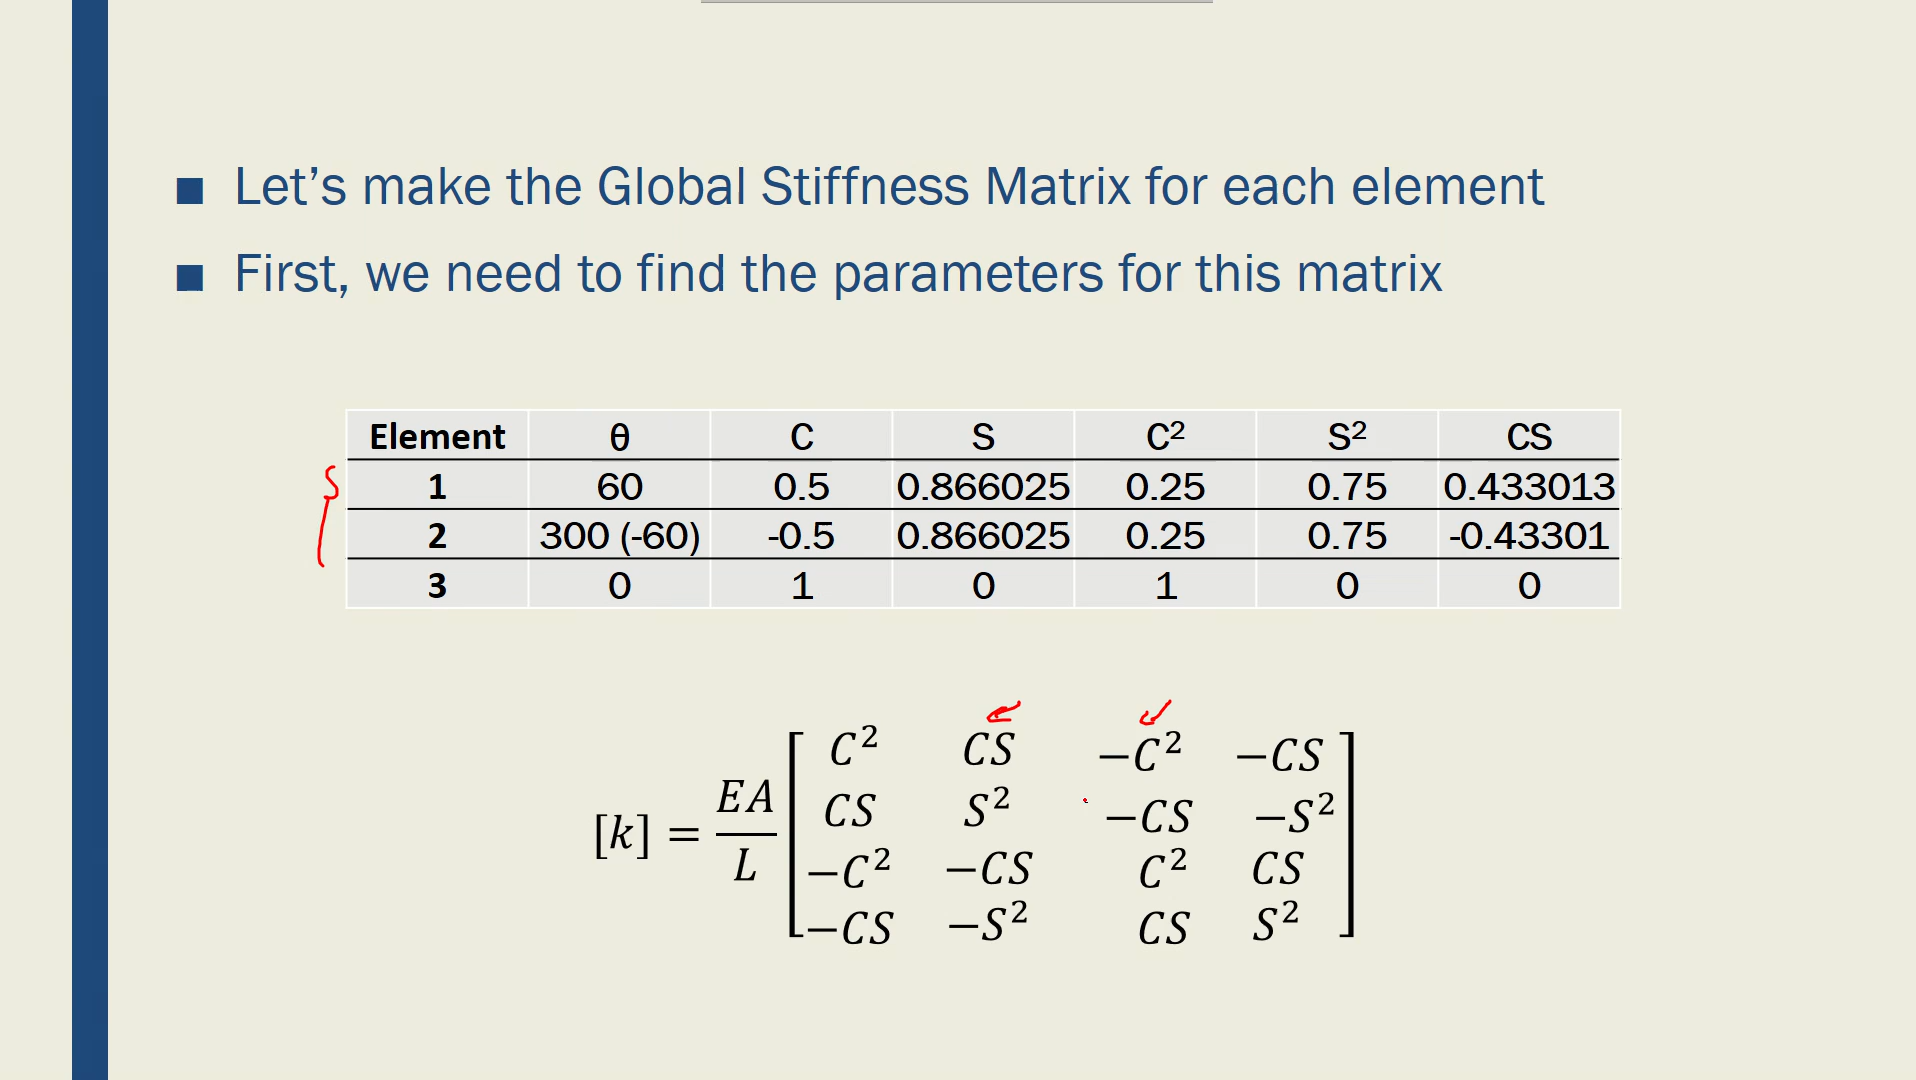 ■ Let’s make the Global Stiffness Matrix for each element
■ First, we need to find the parameters for this matrix
Element θ C S C² S² CS
1 60 0.5 0.866025 0.25 0.75 0.433013
2 300 (-60) -0.5 0.866025 0.25 0.75 -0.43301
3 0 1 0 1 0 0
C² CS −C² −CS
CS S² −CS −S²
[k] = EA/L
−C² −CS C² CS
−CS −S² CS S²